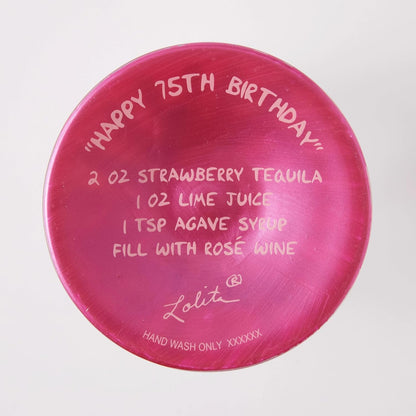 "HAPPY 75TH BIRTHDAY"
2 OZ STRAWBERRY TEQUILA
1 OZ LIME JUICE
1 TSP AGAVE SYRUP
FILL WITH ROSÉ WINE
Lolita ®
HAND WASH ONLY XXXXXX